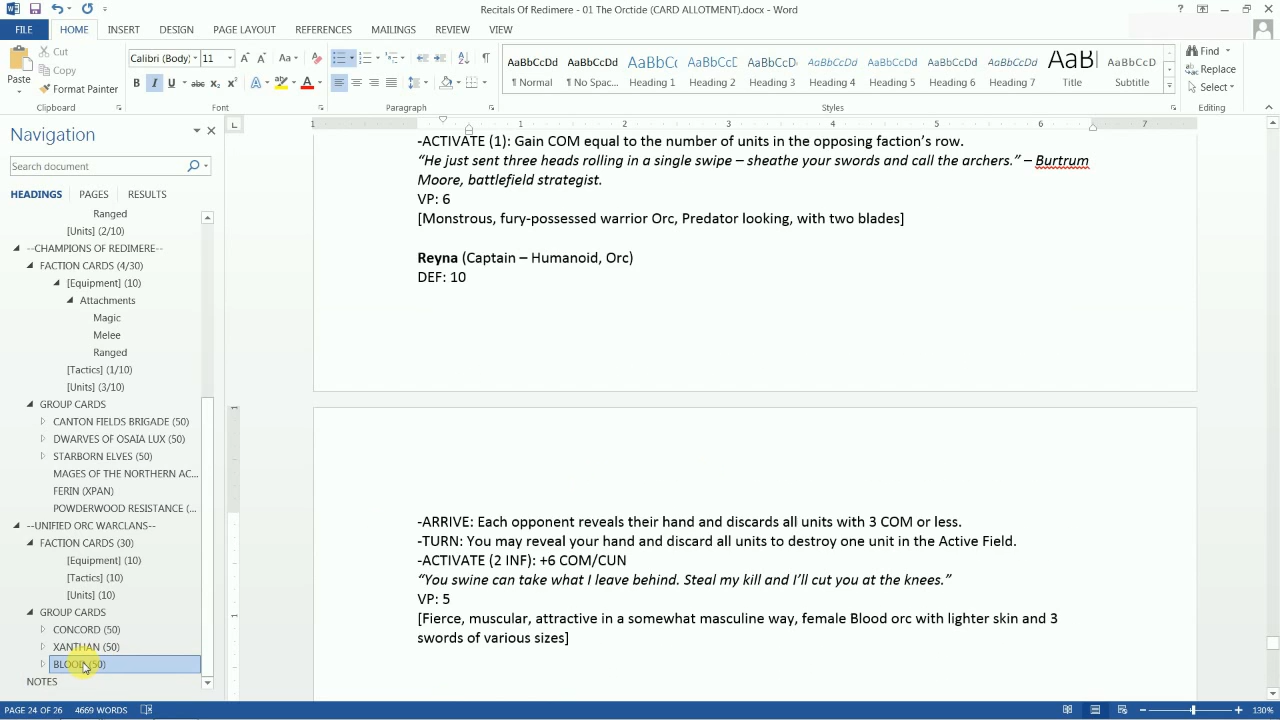 Recitals Of Redimere - 01 The Orctide (CARD ALLOTMENT).docx - Word
FILE HOME INSERT DESIGN PAGE LAYOUT REFERENCES MAILINGS REVIEW VIEW
Paste
Cut
Copy
Format Painter
Clipboard
Calibri (Body) 11
Font
Paragraph
AaBbCcDd AaBbCcDd AaBbCcDd AaBbCcDd AaBbCcDd AaBbCcDd AaBbCcDd AaBbCcDd AaBbCcDd AaBl AaBbCcDd
¶ Normal ¶ No Spac... Heading 1 Heading 2 Heading 3 Heading 4 Heading 5 Heading 6 Heading 7 Title Subtitle
Styles
Find
Replace
Select
Editing
Navigation
Search document
HEADINGS PAGES RESULTS
Ranged
[Units] (2/10)
--CHAMPIONS OF REDIMERE--
FACTION CARDS (4/30)
[Equipment] (10)
Attachments
Magic
Melee
Ranged
[Tactics] (1/10)
[Units] (3/10)
GROUP CARDS
CANTON FIELDS BRIGADE (50)
DWARVES OF OSAIA LUX (50)
STARBORN ELVES (50)
MAGES OF THE NORTHERN AC...
FERIN (XPAN)
POWDERWOOD RESISTANCE (...
--UNIFIED ORC WARCLANS--
FACTION CARDS (30)
[Equipment] (10)
[Tactics] (10)
[Units] (10)
GROUP CARDS
CONCORD (50)
XANTHAN (50)
BLOOD (50)
NOTES
1 1 2 3 4 5 6 7
-ACTIVATE (1): Gain COM equal to the number of units in the opposing faction's row.
“He just sent three heads rolling in a single swipe – sheathe your swords and call the archers.” – Burtrum
Moore, battlefield strategist.
VP: 6
[Monstrous, fury-possessed warrior Orc, Predator looking, with two blades]
Reyna (Captain – Humanoid, Orc)
DEF: 10
-ARRIVE: Each opponent reveals their hand and discards all units with 3 COM or less.
-TURN: You may reveal your hand and discard all units to destroy one unit in the Active Field.
-ACTIVATE (2 INF): +6 COM/CUN
“You swine can take what I leave behind. Steal my kill and I’ll cut you at the knees.”
VP: 5
[Fierce, muscular, attractive in a somewhat masculine way, female Blood orc with lighter skin and 3
swords of various sizes]
PAGE 24 OF 26 4669 WORDS 130%